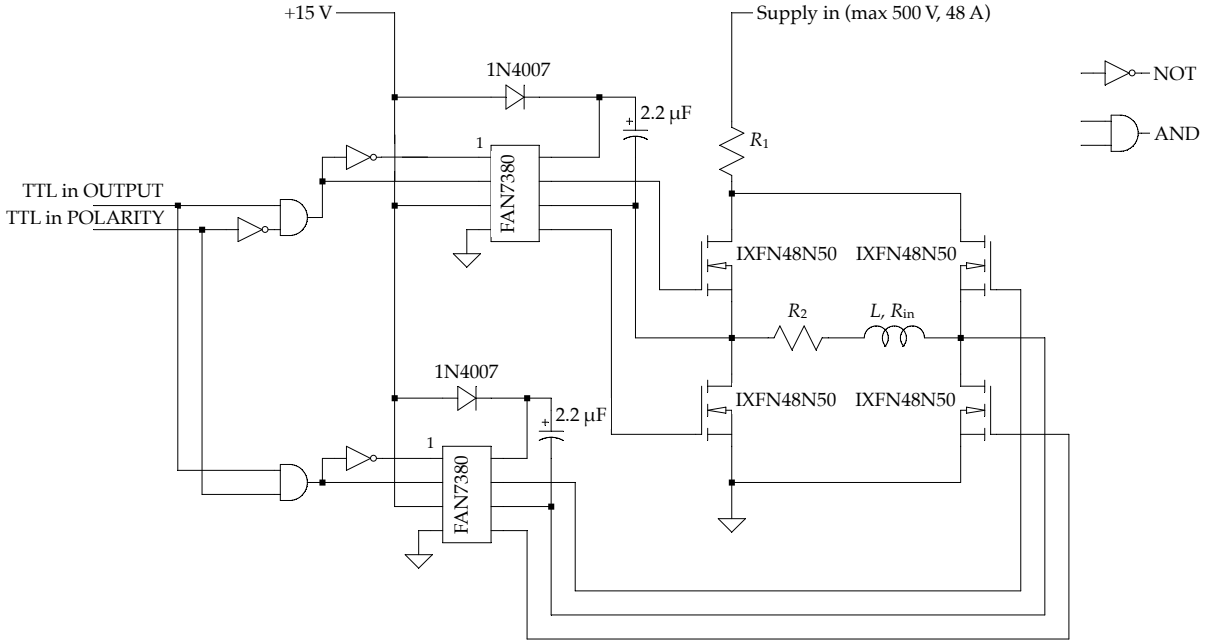 +15 V
Supply in (max 500 V, 48 A)
1N4007
NOT
2.2 µF
+
R1
AND
1
FAN7380
TTL in OUTPUT
TTL in POLARITY
IXFN48N50
IXFN48N50
R2
L, Rin
1N4007
IXFN48N50
IXFN48N50
2.2 µF
+
1
FAN7380